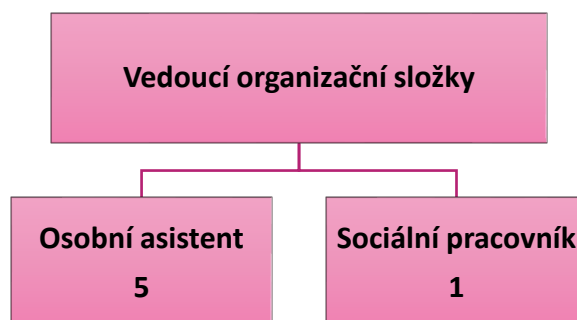 Vedoucí organizační složky
Osobní asistent
5
Sociální pracovník
1